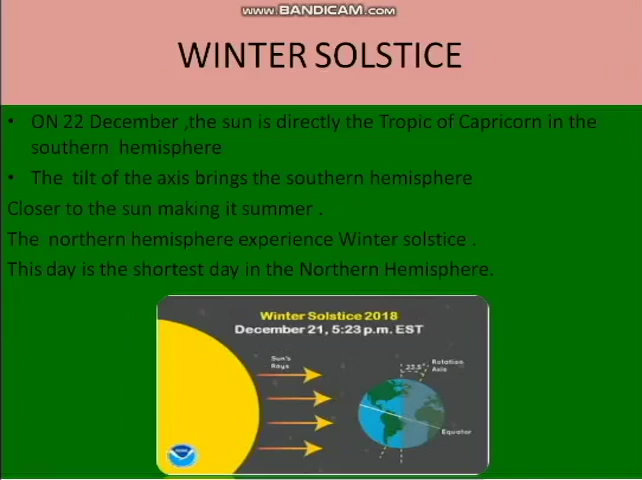 WWW.BANDICAM.COM
WINTER SOLSTICE
• ON 22 December ,the sun is directly the Tropic of Capricorn in the
southern hemisphere
• The tilt of the axis brings the southern hemisphere
Closer to the sun making it summer .
The northern hemisphere experience Winter solstice .
This day is the shortest day in the Northern Hemisphere.
Winter Solstice 2018
December 21, 5:23 p.m. EST
Sun's
Rays
23.5°
Rotation
Axis
Equator